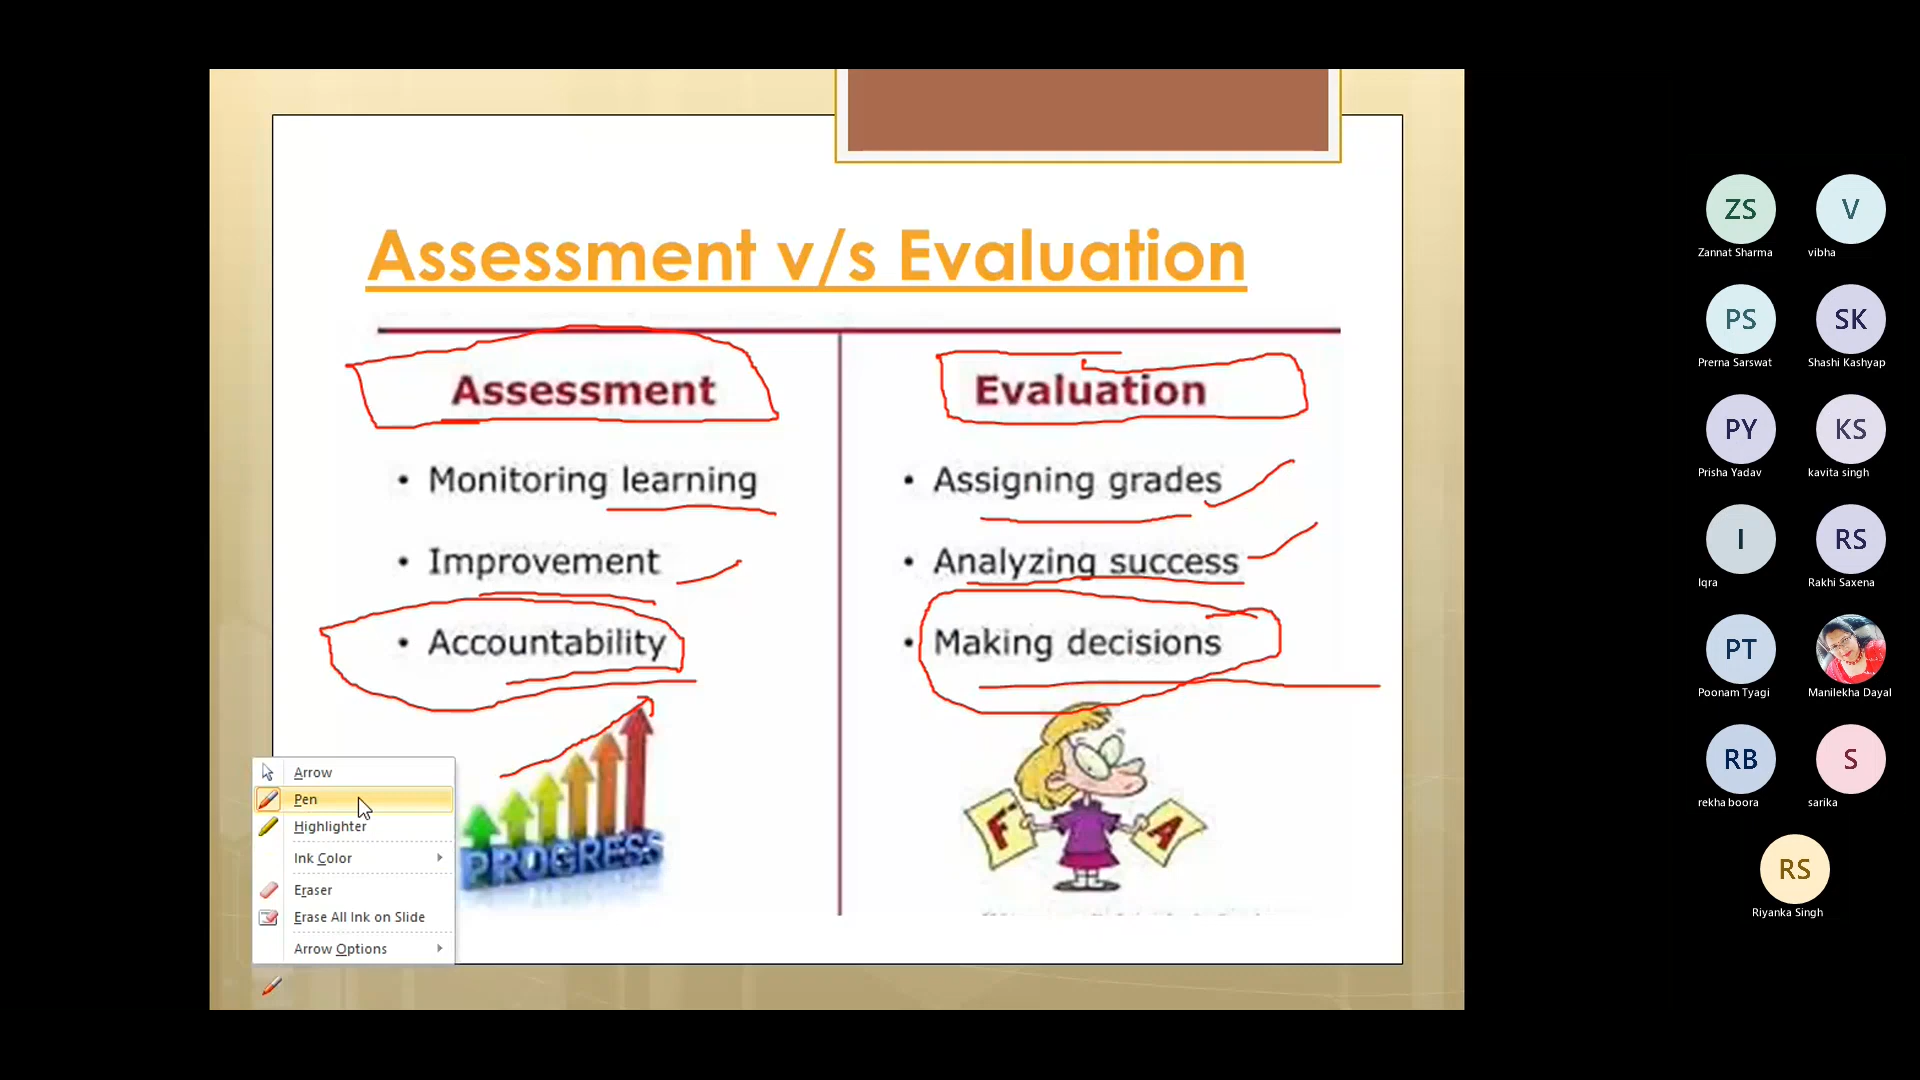 Assessment v/s Evaluation
Assessment
• Monitoring learning
• Improvement
• Accountability
PROGRESS
Evaluation
• Assigning grades
• Analyzing success
• Making decisions
F A
Arrow
Pen
Highlighter
Ink Color
Eraser
Erase All Ink on Slide
Arrow Options
ZS V
Zannat Sharma vibha
PS SK
Prerna Sarswat Shashi Kashyap
PY KS
Prisha Yadav kavita singh
I RS
Iqra Rakhi Saxena
PT
Poonam Tyagi Manilekha Dayal
RB S
rekha boora sarika
RS
Riyanka Singh